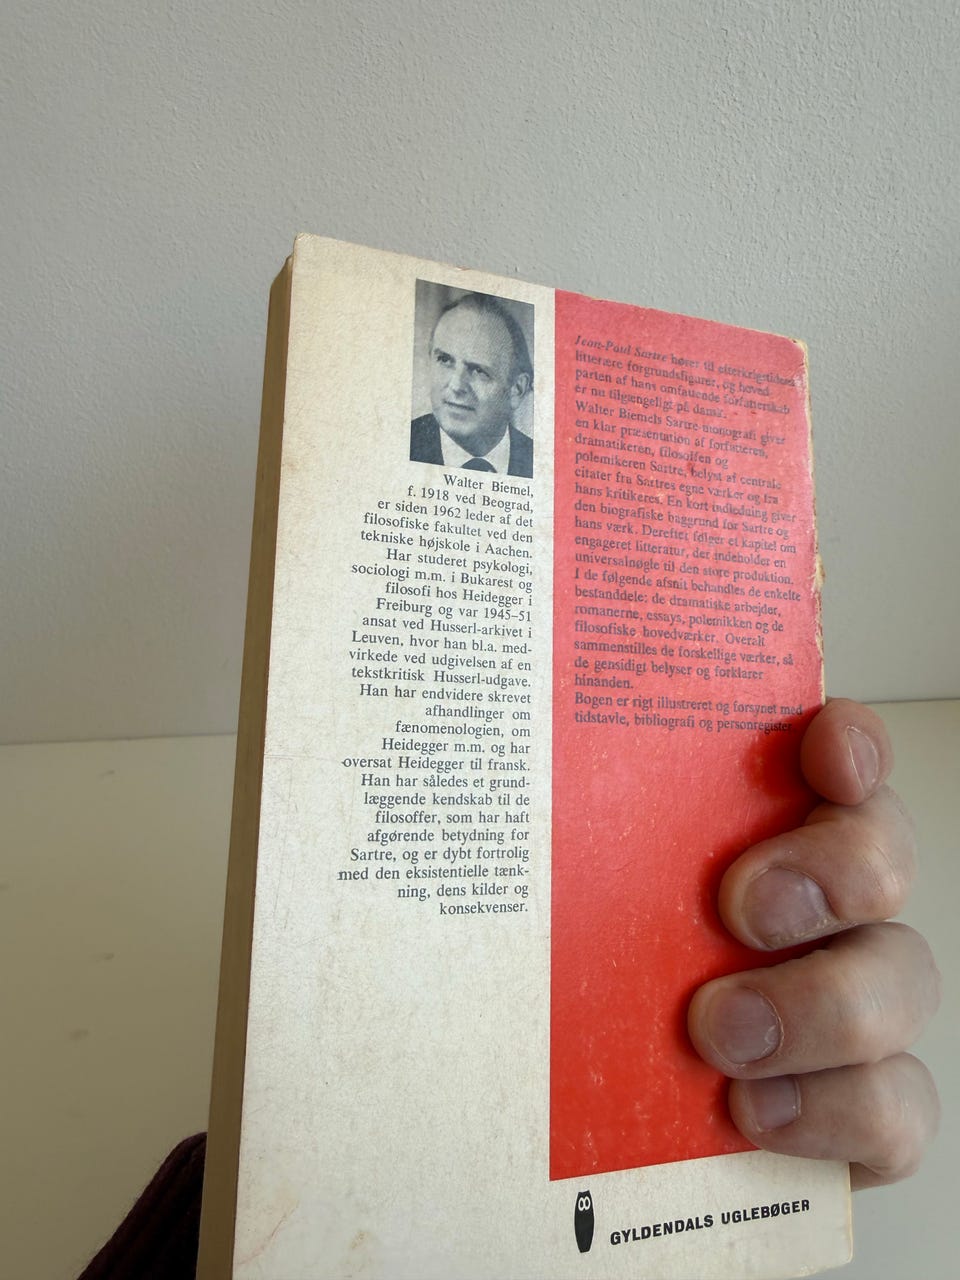 Walter Biemel,
f. 1918 ved Beograd,
er siden 1962 leder af det
filosofiske fakultet ved den
tekniske højskole i Aachen.
Har studeret psykologi,
sociologi m.m. i Bukarest og
filosofi hos Heidegger i
Freiburg og var 1945–51
ansat ved Husserl-arkivet i
Leuven, hvor han bl.a. med-
virkede ved udgivelsen af en
tekstkritisk Husserl-udgave.
Han har endvidere skrevet
afhandlinger om
fænomenologien, om
Heidegger m.m. og har
oversat Heidegger til fransk.
Han har således et grund-
læggende kendskab til de
filosoffer, som har haft
afgørende betydning for
Sartre, og er dybt fortrolig
med den eksistentielle tænk-
ning, dens kilder og
konsekvenser.
Jean-Paul Sartre hører til efterkrigstidens
litterære forgrundsfigurer, og hoved-
parten af hans omfattende forfatterskab
er nu tilgængeligt på dansk.
Walter Biemels Sartre-monografi giver
en klar præsentation af forfatteren,
dramatikeren, filosoffen og
polemikeren Sartre, belyst af centrale
citater fra Sartres egne værker og fra
hans kritikeres. En kort indledning giver
den biografiske baggrund for Sartre og
hans værk. Derefter følger et kapitel om
engageret litteratur, der indeholder en
universalnøgle til den store produktion.
I de følgende afsnit behandles de enkelte
bestanddele: de dramatiske arbejder,
romanerne, essays, polemikken og de
filosofiske hovedværker. Overalt
sammenstilles de forskellige værker, så
de gensidigt belyser og forklarer
hinanden.
Bogen er rigt illustreret og forsynet med
tidstavle, bibliografi og personregister
GYLDENDALS UGLEBØGER